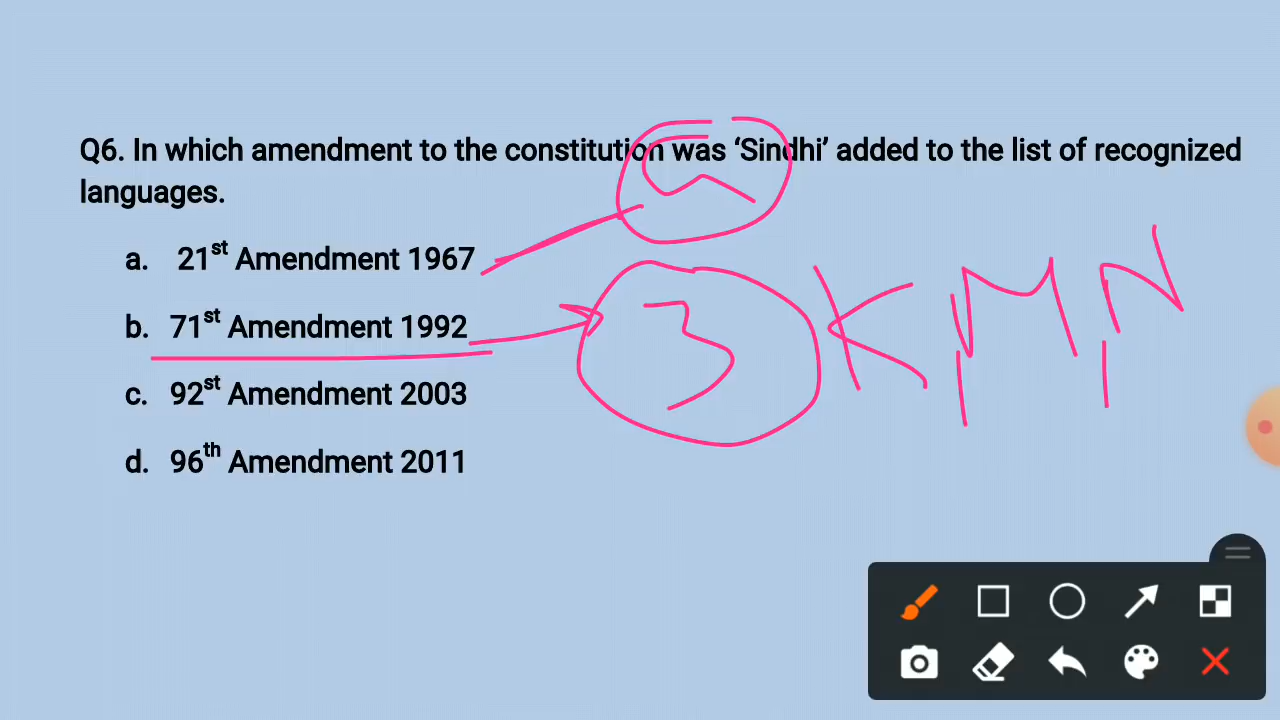 Q6. In which amendment to the constitution was ‘Sindhi’ added to the list of recognized
languages.
a. 21st Amendment 1967
b. 71st Amendment 1992
3 K M N
c. 92st Amendment 2003
d. 96th Amendment 2011